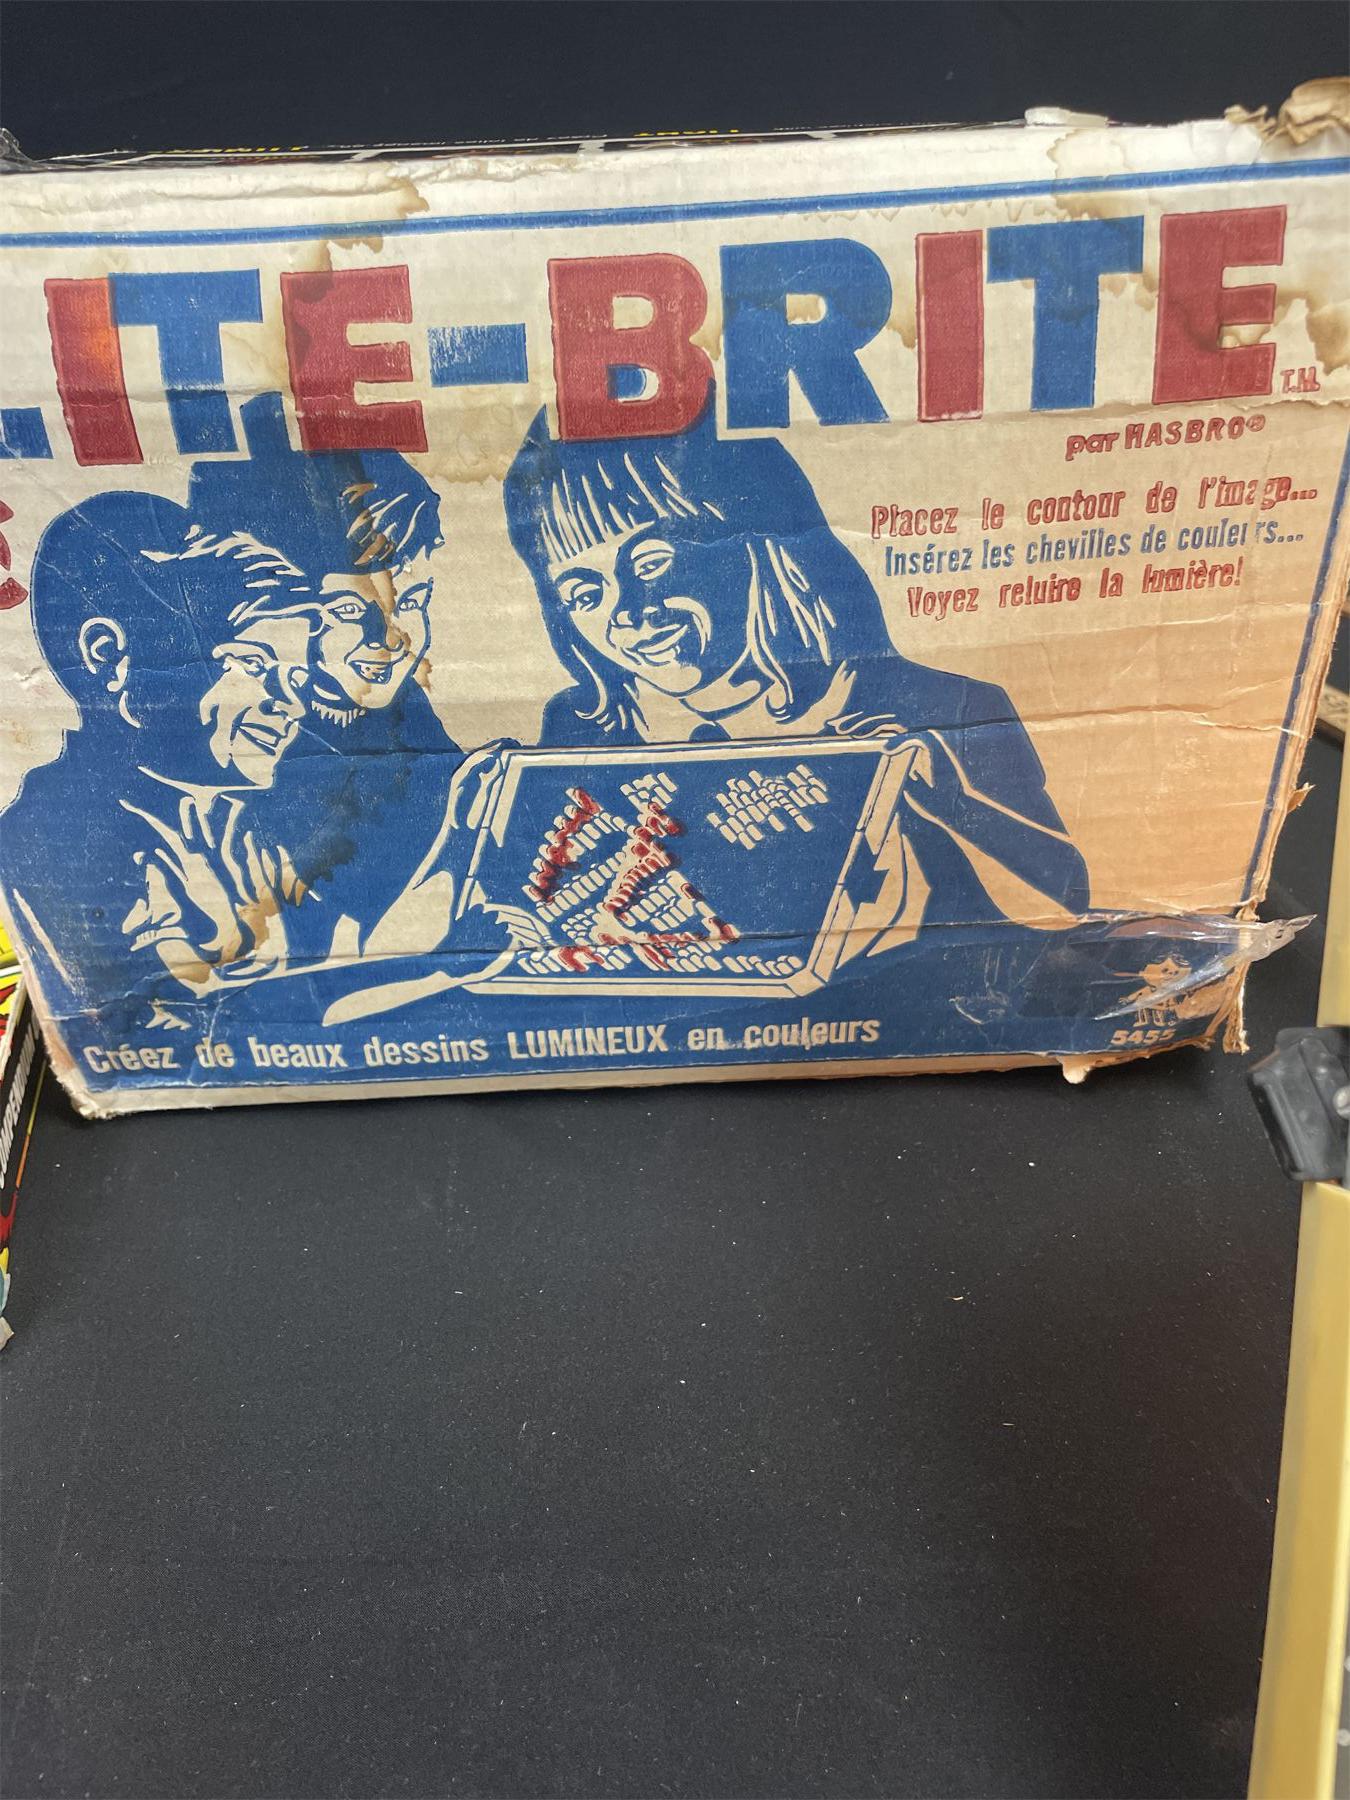 LITE-BRITE T.M.
par HASBRO®
Placez le contour de l'image...
Insérez les chevilles de couleurs...
Voyez reluire la lumière!
Créez de beaux dessins LUMINEUX en couleurs
5455